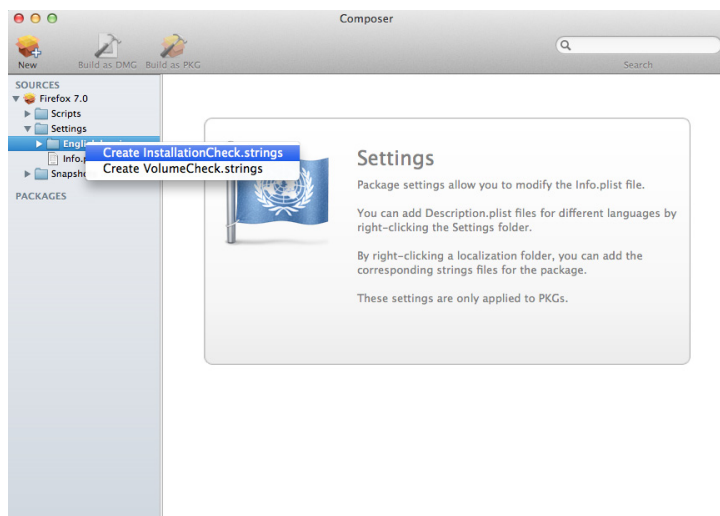 Composer
New
Build as DMG
Build as PKG
Search
SOURCES
Firefox 7.0
Scripts
Settings
Create InstallationCheck.strings
Create VolumeCheck.strings
PACKAGES
Settings
Package settings allow you to modify the Info.plist file.
You can add Description.plist files for different languages by
right-clicking the Settings folder.
By right-clicking a localization folder, you can add the
corresponding strings files for the package.
These settings are only applied to PKGs.